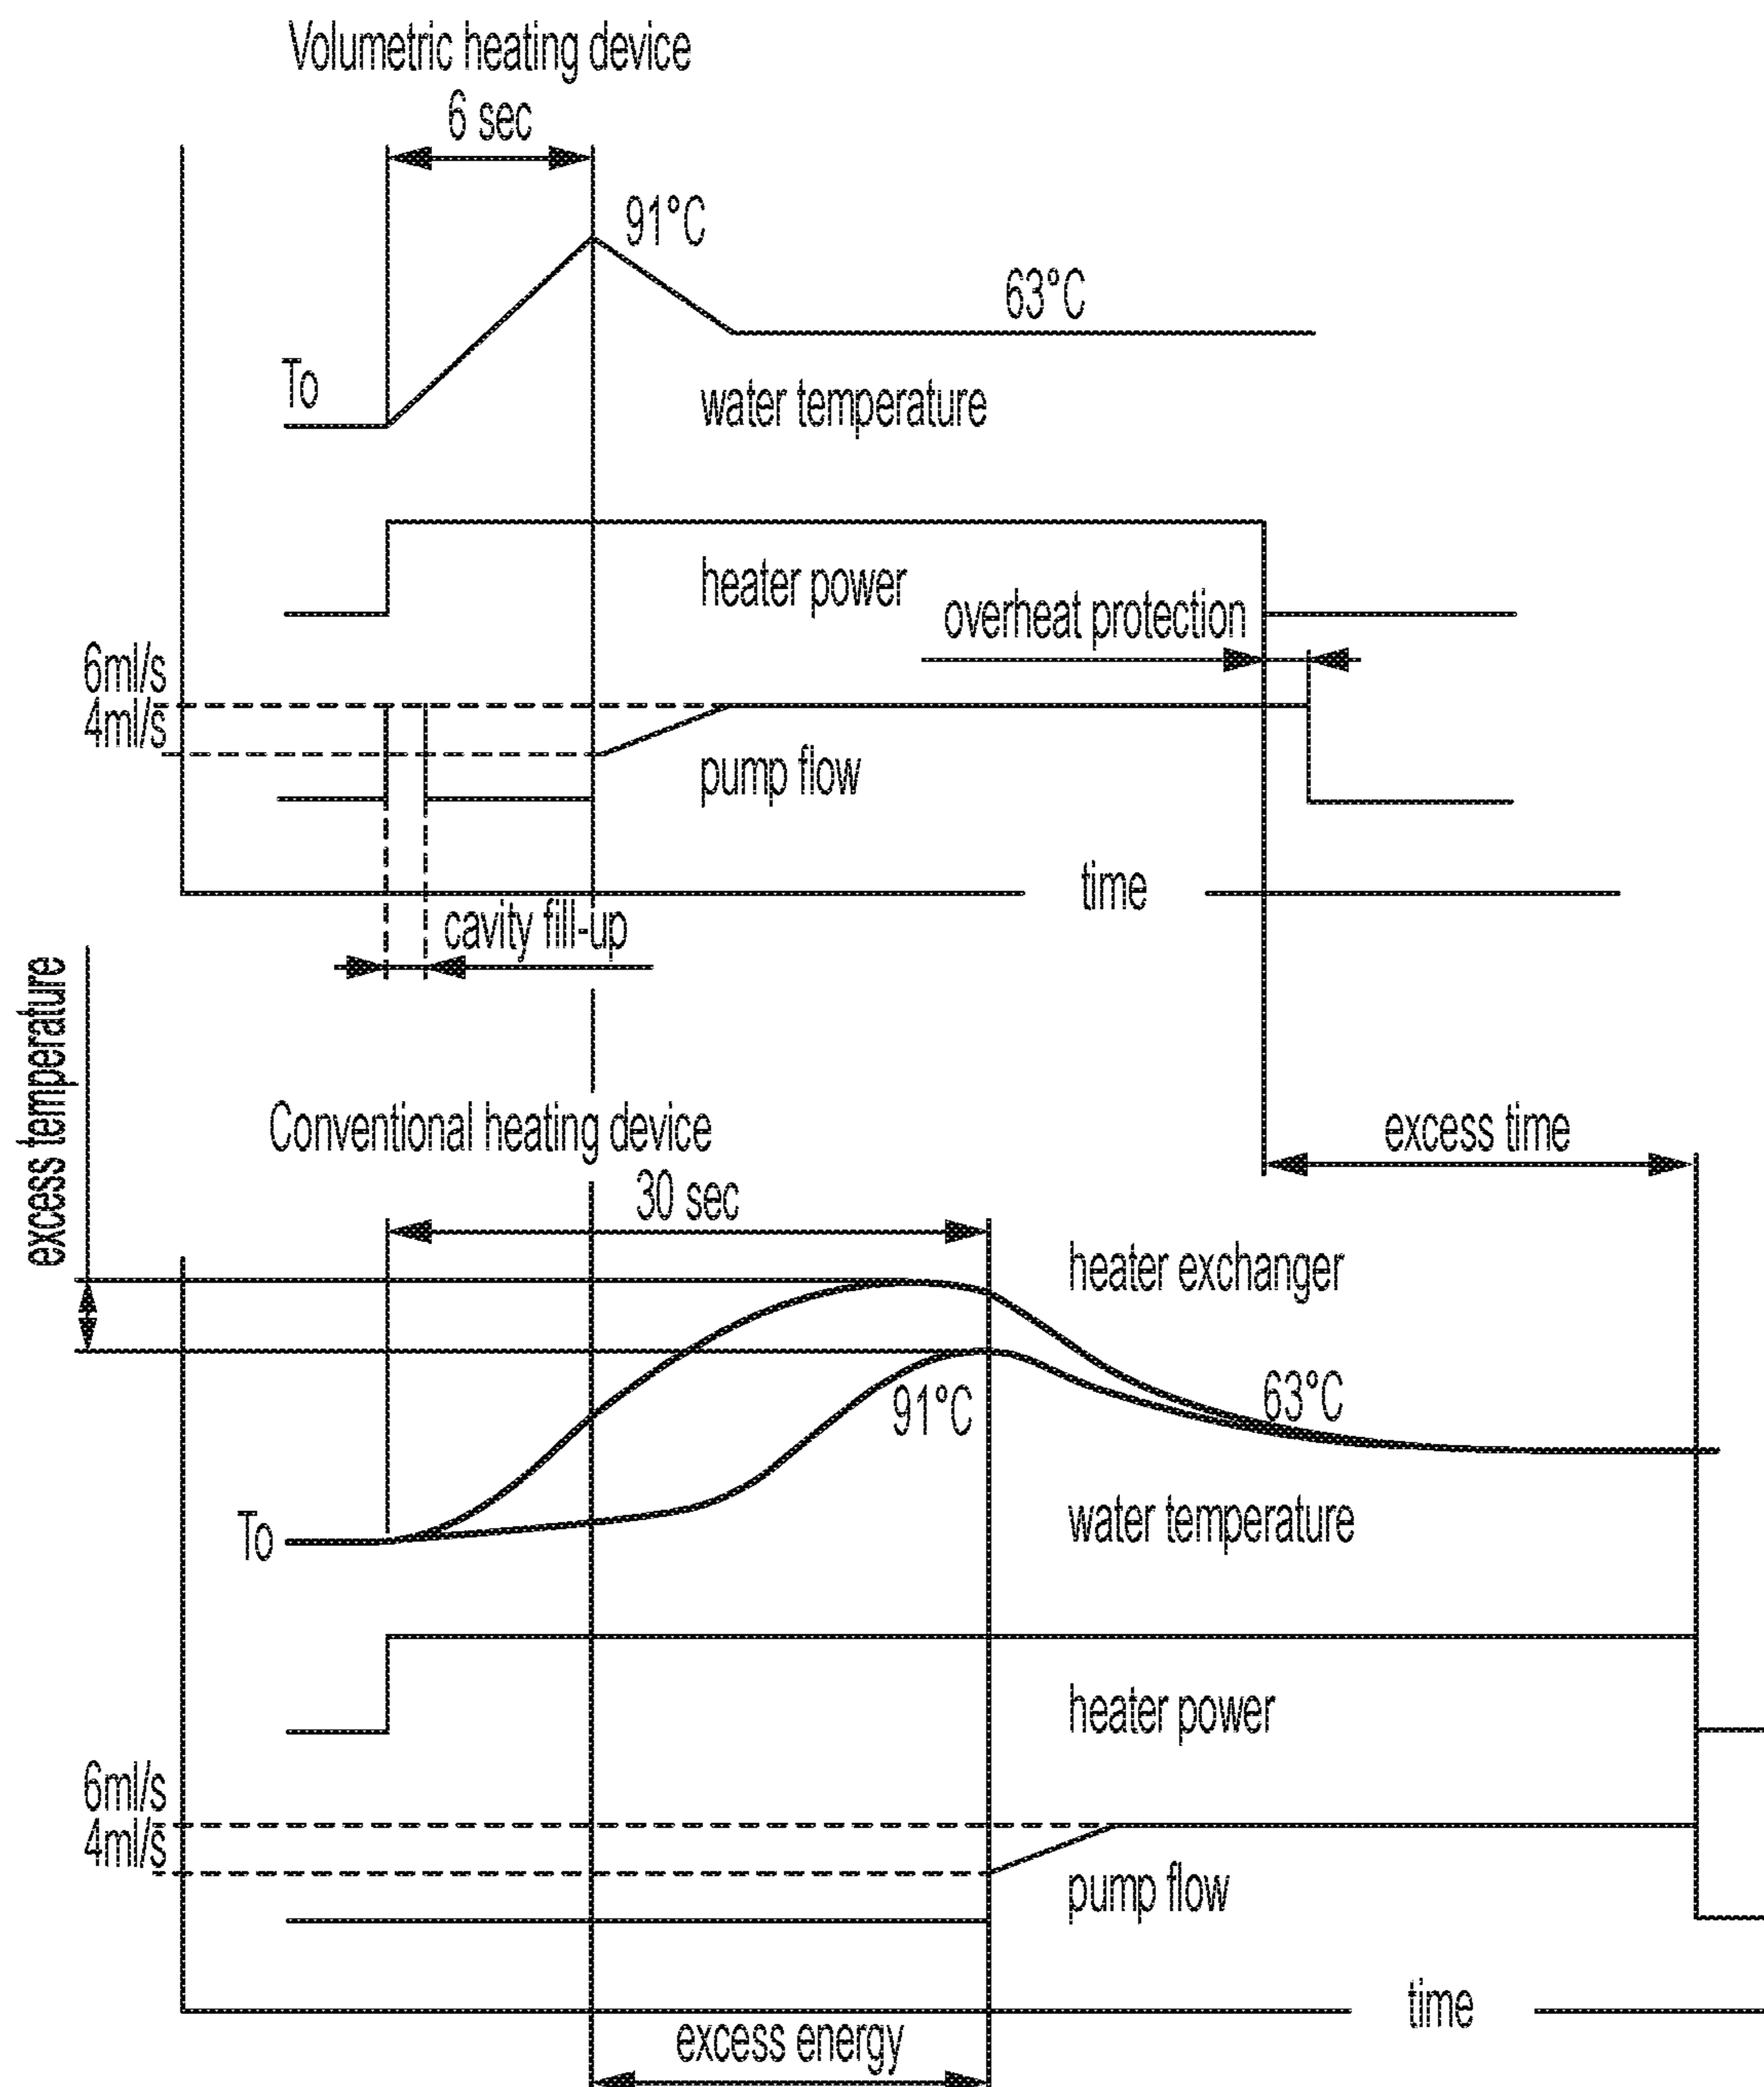 Volumetric heating device
6 sec
91°C
63°C
To
water temperature
heater power
overheat protection
6ml/s
4ml/s
pump flow
time
cavity fill-up
excess temperature
Conventional heating device
excess time
30 sec
heater exchanger
91°C
63°C
To
water temperature
heater power
6ml/s
4ml/s
pump flow
time
excess energy